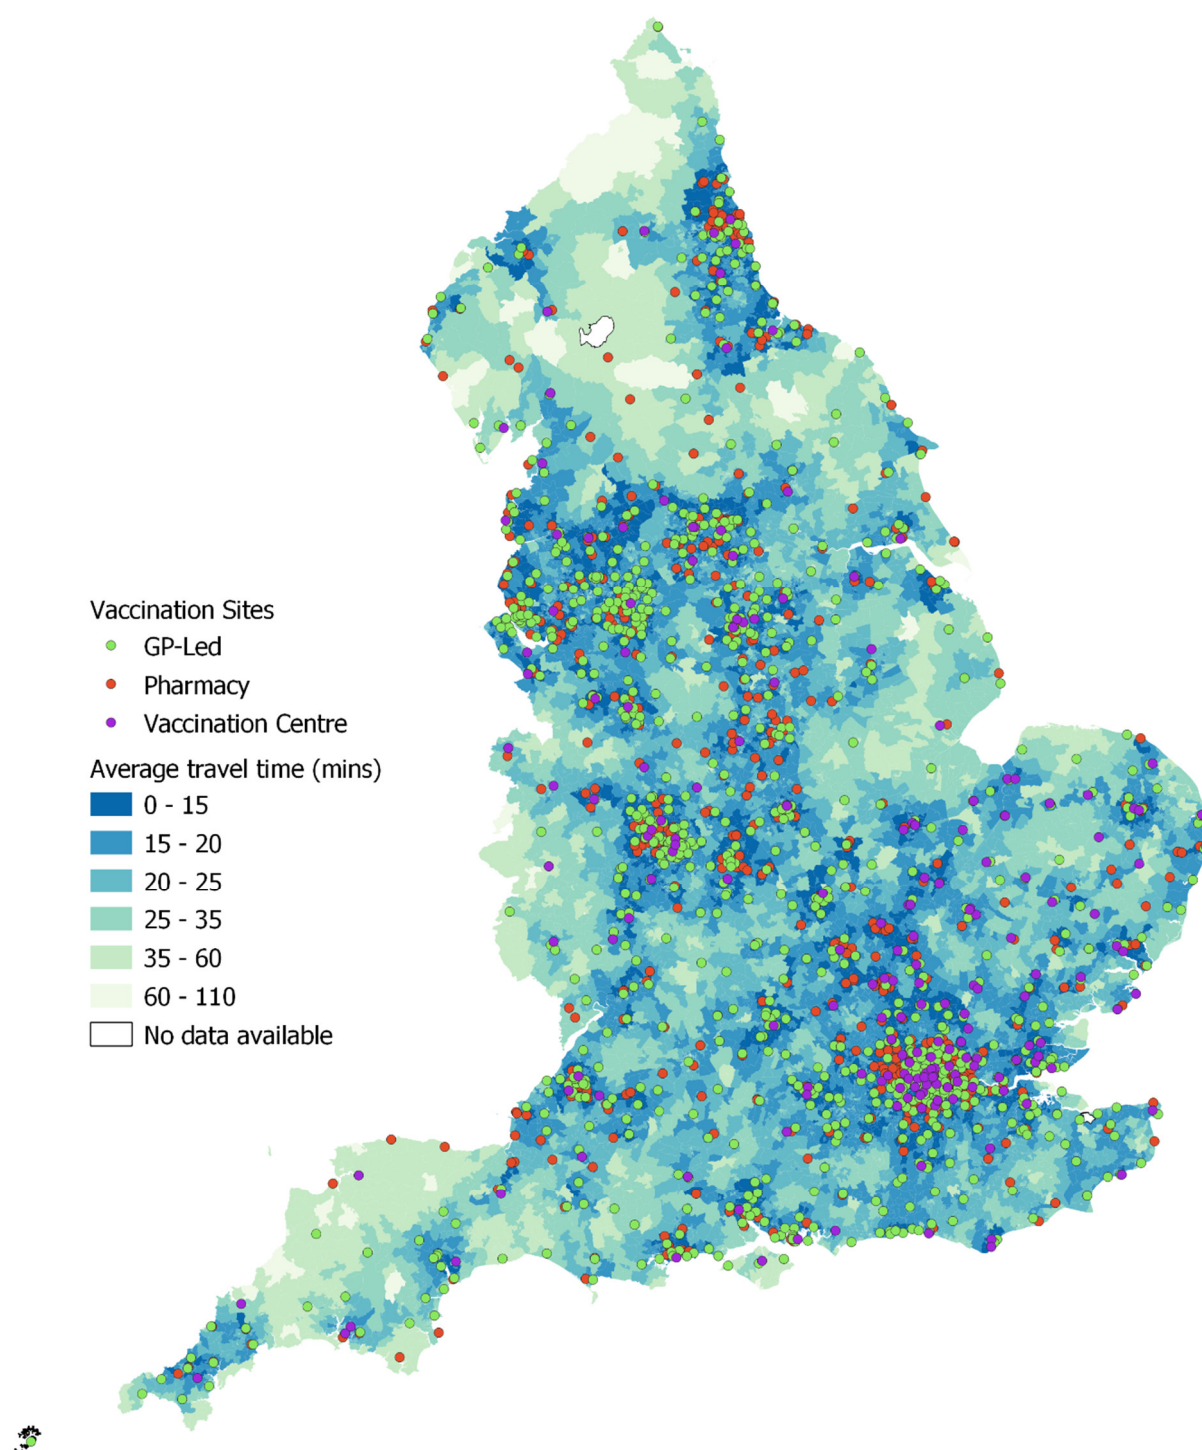 Vaccination Sites
GP-Led
Pharmacy
Vaccination Centre
Average travel time (mins)
0 - 15
15 - 20
20 - 25
25 - 35
35 - 60
60 - 110
No data available